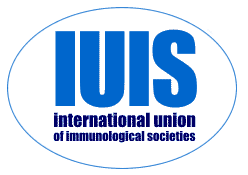 IUIS
international union
of immunological societies